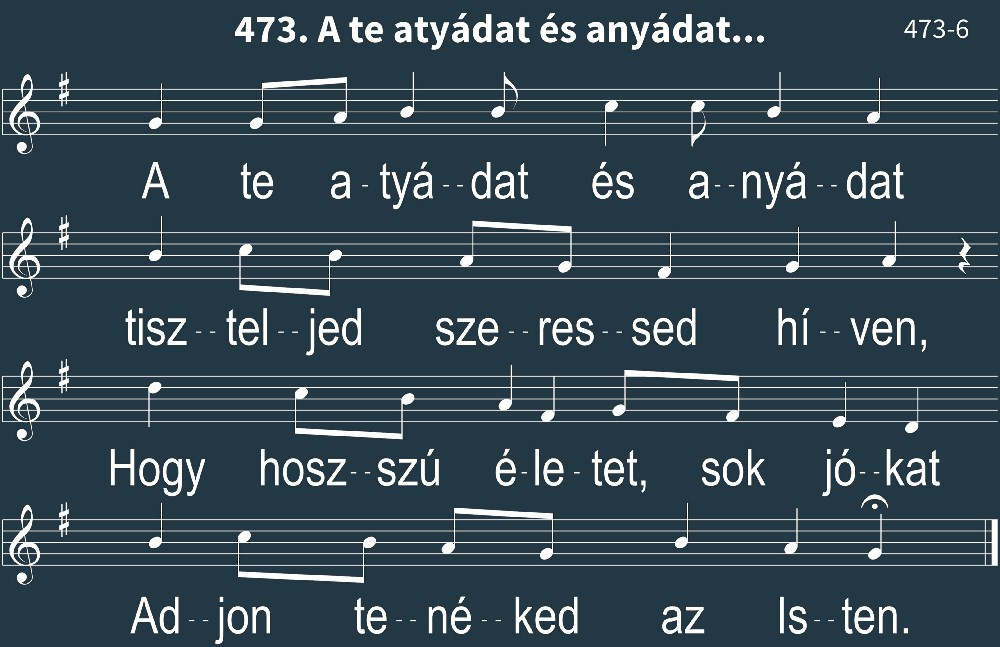 473. A te atyádat és anyádat...
473-6
A te a - tyá - - dat és a - - nyá - - dat
tisz - - tel - - jed sze - - res - - sed hí - - ven,
Hogy hosz - - szú é - le - tet, sok jó - - kat
Ad - - jon te - - né - - ked az Is - - ten.